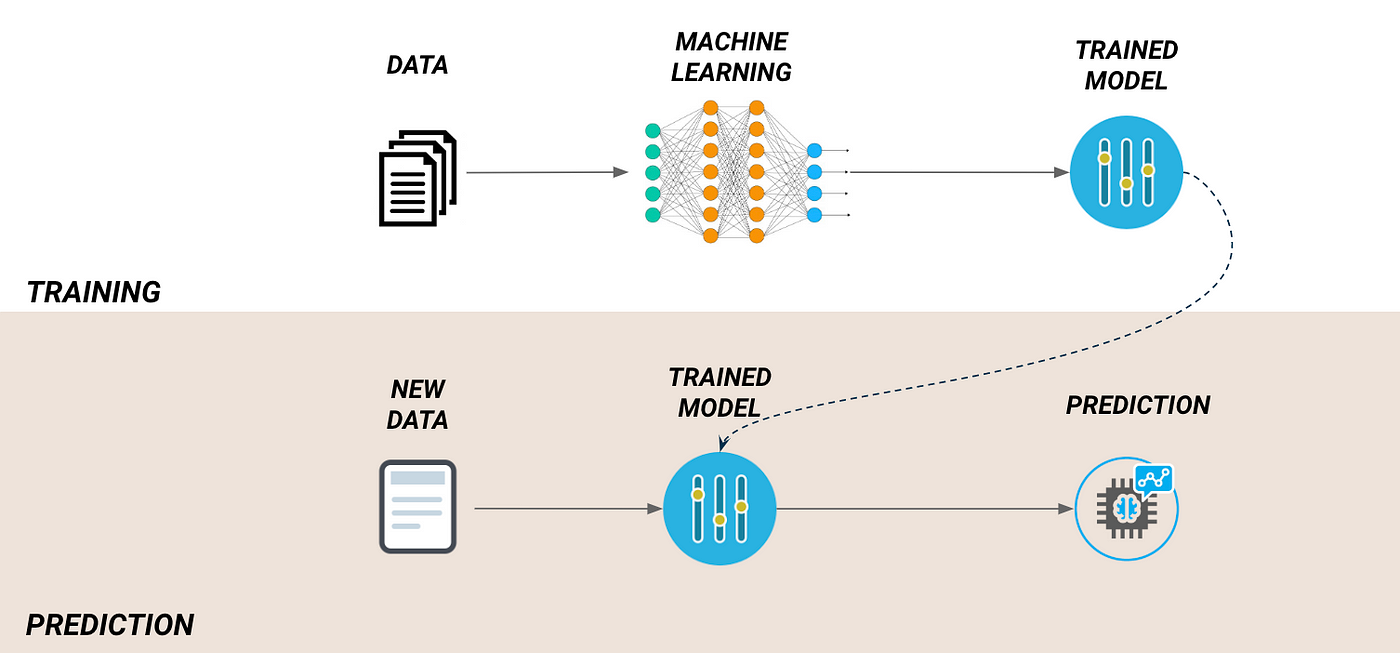 DATA
MACHINE
LEARNING
TRAINED
MODEL
TRAINING
NEW
DATA
TRAINED
MODEL
PREDICTION
PREDICTION